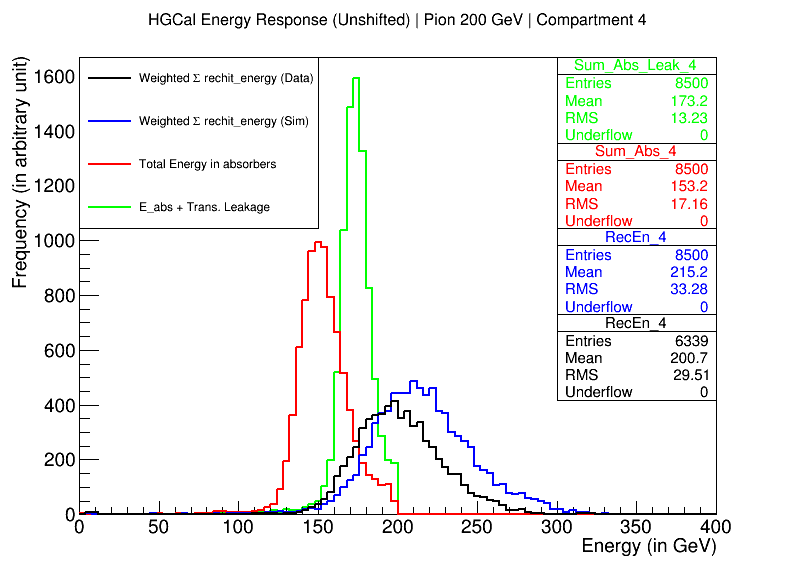 HGCal Energy Response (Unshifted) | Pion 200 GeV | Compartment 4
Frequency (in arbitrary unit)
1600
1400
1200
1000
800
600
400
200
0
Weighted Σ rechit_energy (Data)
Weighted Σ rechit_energy (Sim)
Total Energy in absorbers
E_abs + Trans. Leakage
Sum_Abs_Leak_4
Entries 8500
Mean 173.2
RMS 13.23
Underflow 0
Sum_Abs_4
Entries 8500
Mean 153.2
RMS 17.16
Underflow 0
RecEn_4
Entries 8500
Mean 215.2
RMS 33.28
Underflow 0
RecEn_4
Entries 6339
Mean 200.7
RMS 29.51
Underflow 0
0 50 100 150 200 250 300 350 400
Energy (in GeV)